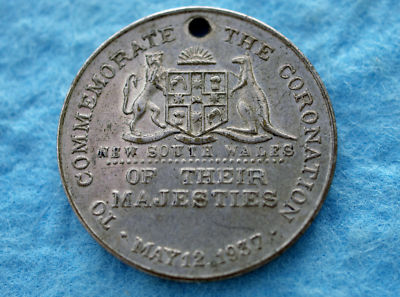 TO COMMEMORATE THE CORONATION
NEW SOUTH WALES
OF THEIR
MAJESTIES
· MAY 12, 1937 ·